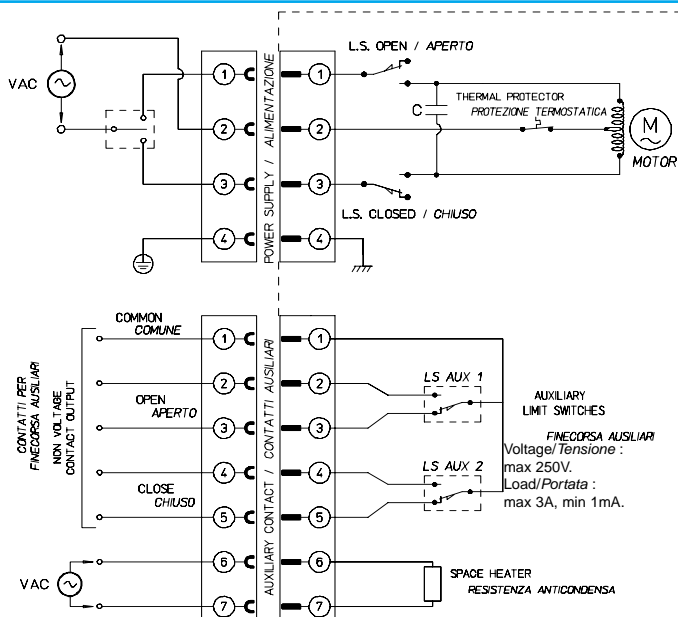 L.S. OPEN / APERTO
VAC
1
1
C
THERMAL PROTECTOR
PROTEZIONE TERMOSTATICA
2
2
M
MOTOR
3
3
L.S. CLOSED / CHIUSO
4
4
POWER SUPPLY / ALIMENTAZIONE
COMMON
COMUNE
1
1
CONTATTI PER
FINECORSA AUSILIARI
NON VOLTAGE
CONTACT OUTPUT
2
2
LS AUX 1
OPEN
APERTO
3
3
AUXILIARY
LIMIT SWITCHES
FINECORSA AUSILIARI
Voltage/Tensione :
max 250V.
Load/Portata :
max 3A, min 1mA.
4
4
LS AUX 2
CLOSE
CHIUSO
5
5
AUXILIARY CONTACT / CONTATTI AUSILIARI
VAC
6
6
SPACE HEATER
RESISTENZA ANTICONDENSA
7
7